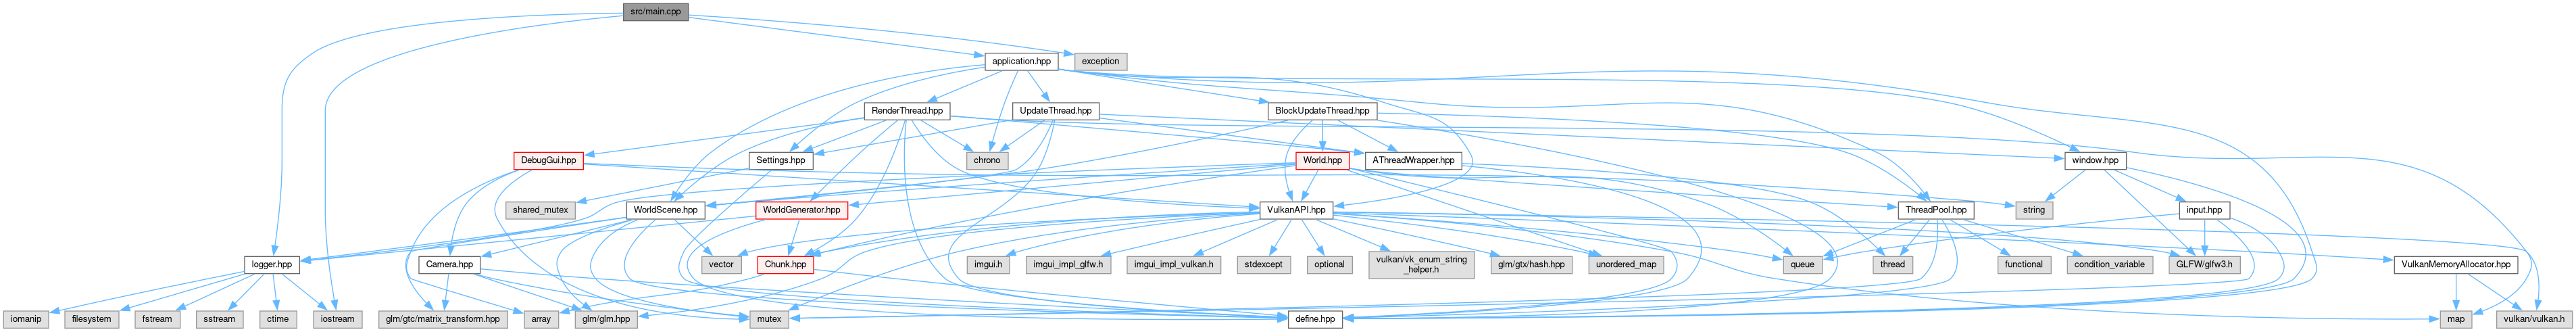 src/main.cpp
application.hpp
exception
RenderThread.hpp
UpdateThread.hpp
BlockUpdateThread.hpp
DebugGui.hpp
Settings.hpp
chrono
World.hpp
AThreadWrapper.hpp
window.hpp
shared_mutex
WorldScene.hpp
WorldGenerator.hpp
VulkanAPI.hpp
ThreadPool.hpp
string
input.hpp
logger.hpp
Camera.hpp
vector
Chunk.hpp
imgui.h
imgui_impl_glfw.h
imgui_impl_vulkan.h
stdexcept
optional
vulkan/vk_enum_string
_helper.h
glm/gtx/hash.hpp
unordered_map
queue
thread
functional
condition_variable
GLFW/glfw3.h
VulkanMemoryAllocator.hpp
iomanip
filesystem
fstream
sstream
ctime
iostream
glm/gtc/matrix_transform.hpp
array
glm/glm.hpp
mutex
define.hpp
map
vulkan/vulkan.h